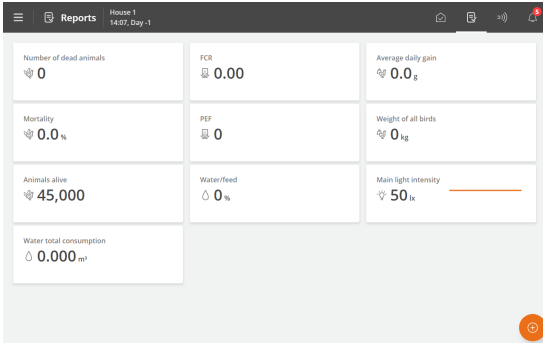 Reports
House 1
14:07, Day -1
5
Number of dead animals
0
FCR
0.00
Average daily gain
0.0 g
Mortality
0.0 %
PEF
0
Weight of all birds
0 kg
Animals alive
45,000
Water/feed
0 %
Main light intensity
50 lx
Water total consumption
0.000 m³